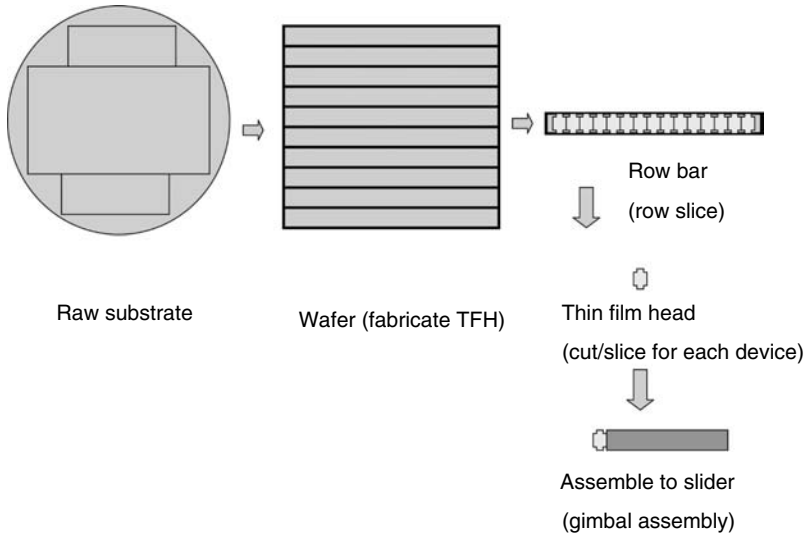 Raw substrate
Wafer (fabricate TFH)
Row bar
(row slice)
Thin film head
(cut/slice for each device)
Assemble to slider
(gimbal assembly)